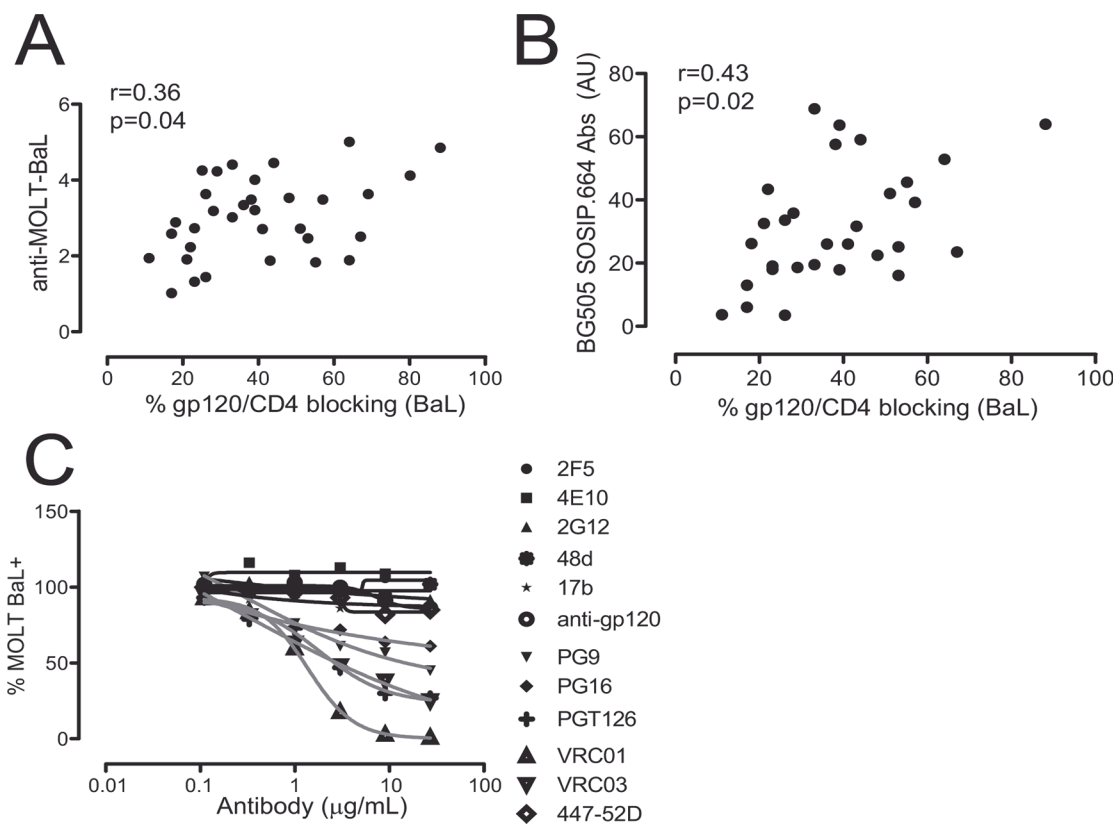 A
r=0.36
p=0.04
anti-MOLT-BaL
6
4
2
0
0 20 40 60 80 100
% gp120/CD4 blocking (BaL)
B
r=0.43
p=0.02
BG505 SOSIP.664 Abs (AU)
80
60
40
20
0
0 20 40 60 80 100
% gp120/CD4 blocking (BaL)
C
% MOLT BaL+
150
100
50
0
0.01 0.1 1 10 100
Antibody (μg/mL)
2F5
4E10
2G12
48d
17b
anti-gp120
PG9
PG16
PGT126
VRC01
VRC03
447-52D